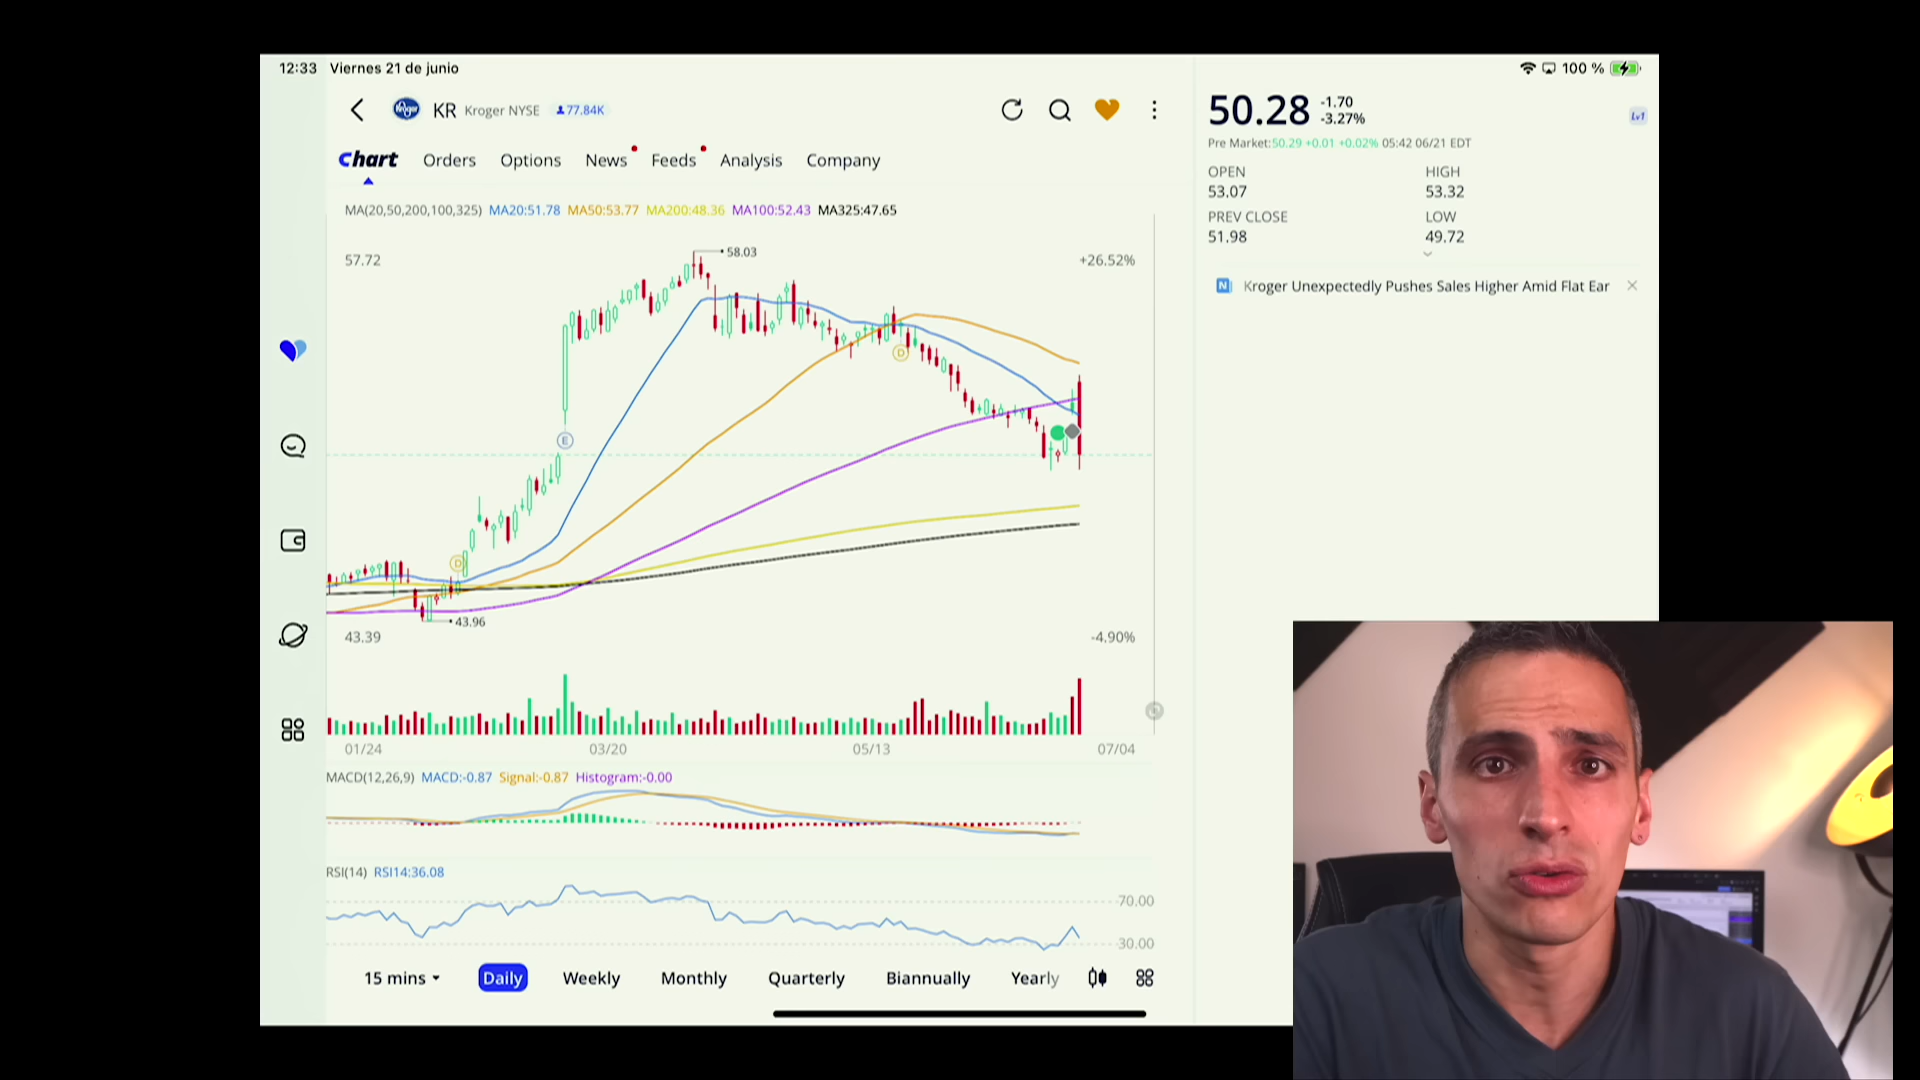 12:33 Viernes 21 de junio
100 %
KR Kroger NYSE 77.84K
Chart Orders Options News Feeds Analysis Company
MA(20,50,200,100,325) MA20:51.78 MA50:53.77 MA200:48.36 MA100:52.43 MA325:47.65
57.72
58.03
+26.52%
E
D
D
43.96
43.39
-4.90%
01/24 03/20 05/13 07/04
MACD(12,26,9) MACD:-0.87 Signal:-0.87 Histogram:-0.00
RSI(14) RSI14:36.08
70.00
30.00
15 mins Daily Weekly Monthly Quarterly Biannually Yearly
50.28 -1.70
-3.27%
Lv1
Pre Market:50.29 +0.01 +0.02% 05:42 06/21 EDT
OPEN HIGH
53.07 53.32
PREV CLOSE LOW
51.98 49.72
N Kroger Unexpectedly Pushes Sales Higher Amid Flat Ear